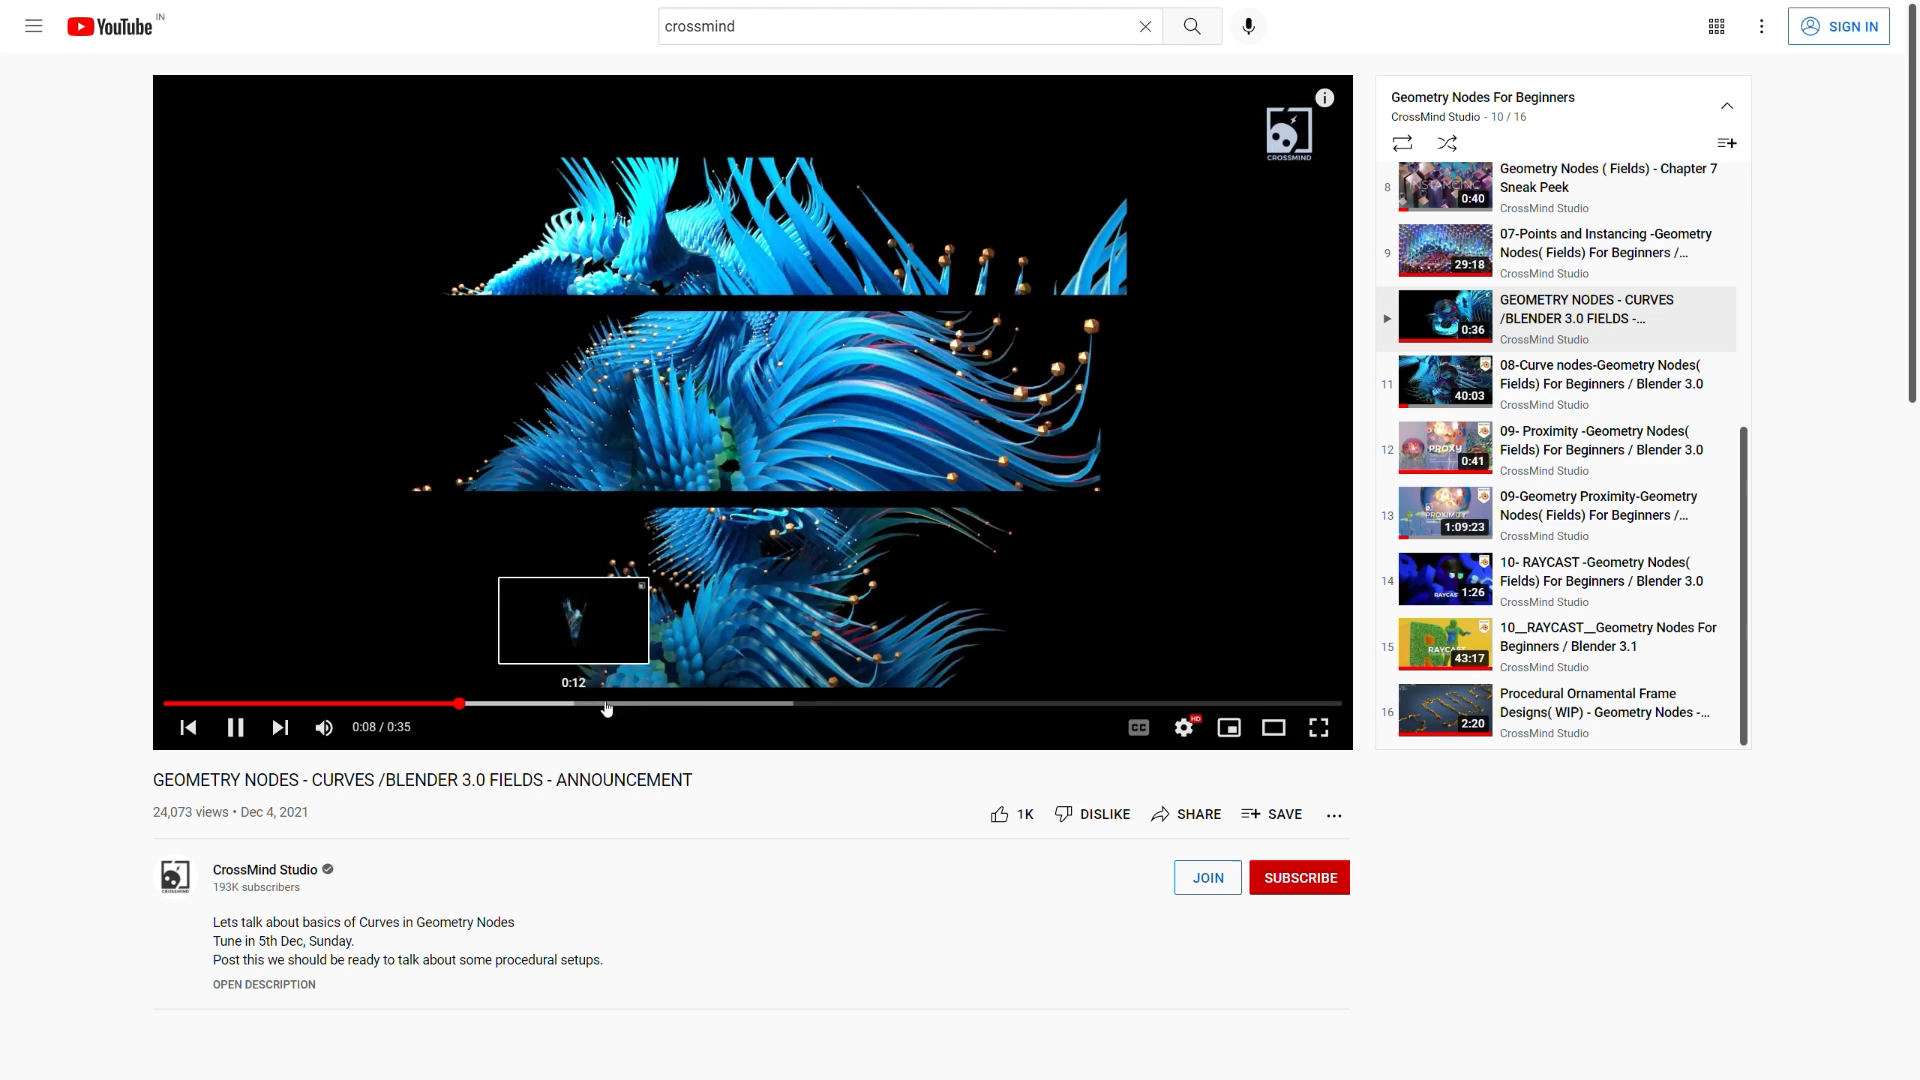 YouTube IN
crossmind
SIGN IN
CROSSMIND
0:12
0:08 / 0:35
CC
HD
GEOMETRY NODES - CURVES /BLENDER 3.0 FIELDS - ANNOUNCEMENT
24,073 views • Dec 4, 2021
1K
DISLIKE
SHARE
SAVE
CrossMind Studio
193K subscribers
JOIN
SUBSCRIBE
Lets talk about basics of Curves in Geometry Nodes
Tune in 5th Dec, Sunday.
Post this we should be ready to talk about some procedural setups.
OPEN DESCRIPTION
Geometry Nodes For Beginners
CrossMind Studio - 10 / 16
8
0:40
Geometry Nodes ( Fields) - Chapter 7
Sneak Peek
CrossMind Studio
9
29:18
07-Points and Instancing -Geometry
Nodes( Fields) For Beginners /...
CrossMind Studio
0:36
GEOMETRY NODES - CURVES
/BLENDER 3.0 FIELDS -...
CrossMind Studio
11
40:03
08-Curve nodes-Geometry Nodes(
Fields) For Beginners / Blender 3.0
CrossMind Studio
12
PROXY
0:41
09- Proximity -Geometry Nodes(
Fields) For Beginners / Blender 3.0
CrossMind Studio
13
PROXIMITY
1:09:23
09-Geometry Proximity-Geometry
Nodes( Fields) For Beginners /...
CrossMind Studio
14
1:26
10- RAYCAST -Geometry Nodes(
Fields) For Beginners / Blender 3.0
CrossMind Studio
15
43:17
10__RAYCAST__Geometry Nodes For
Beginners / Blender 3.1
CrossMind Studio
16
2:20
Procedural Ornamental Frame
Designs( WIP) - Geometry Nodes -...
CrossMind Studio